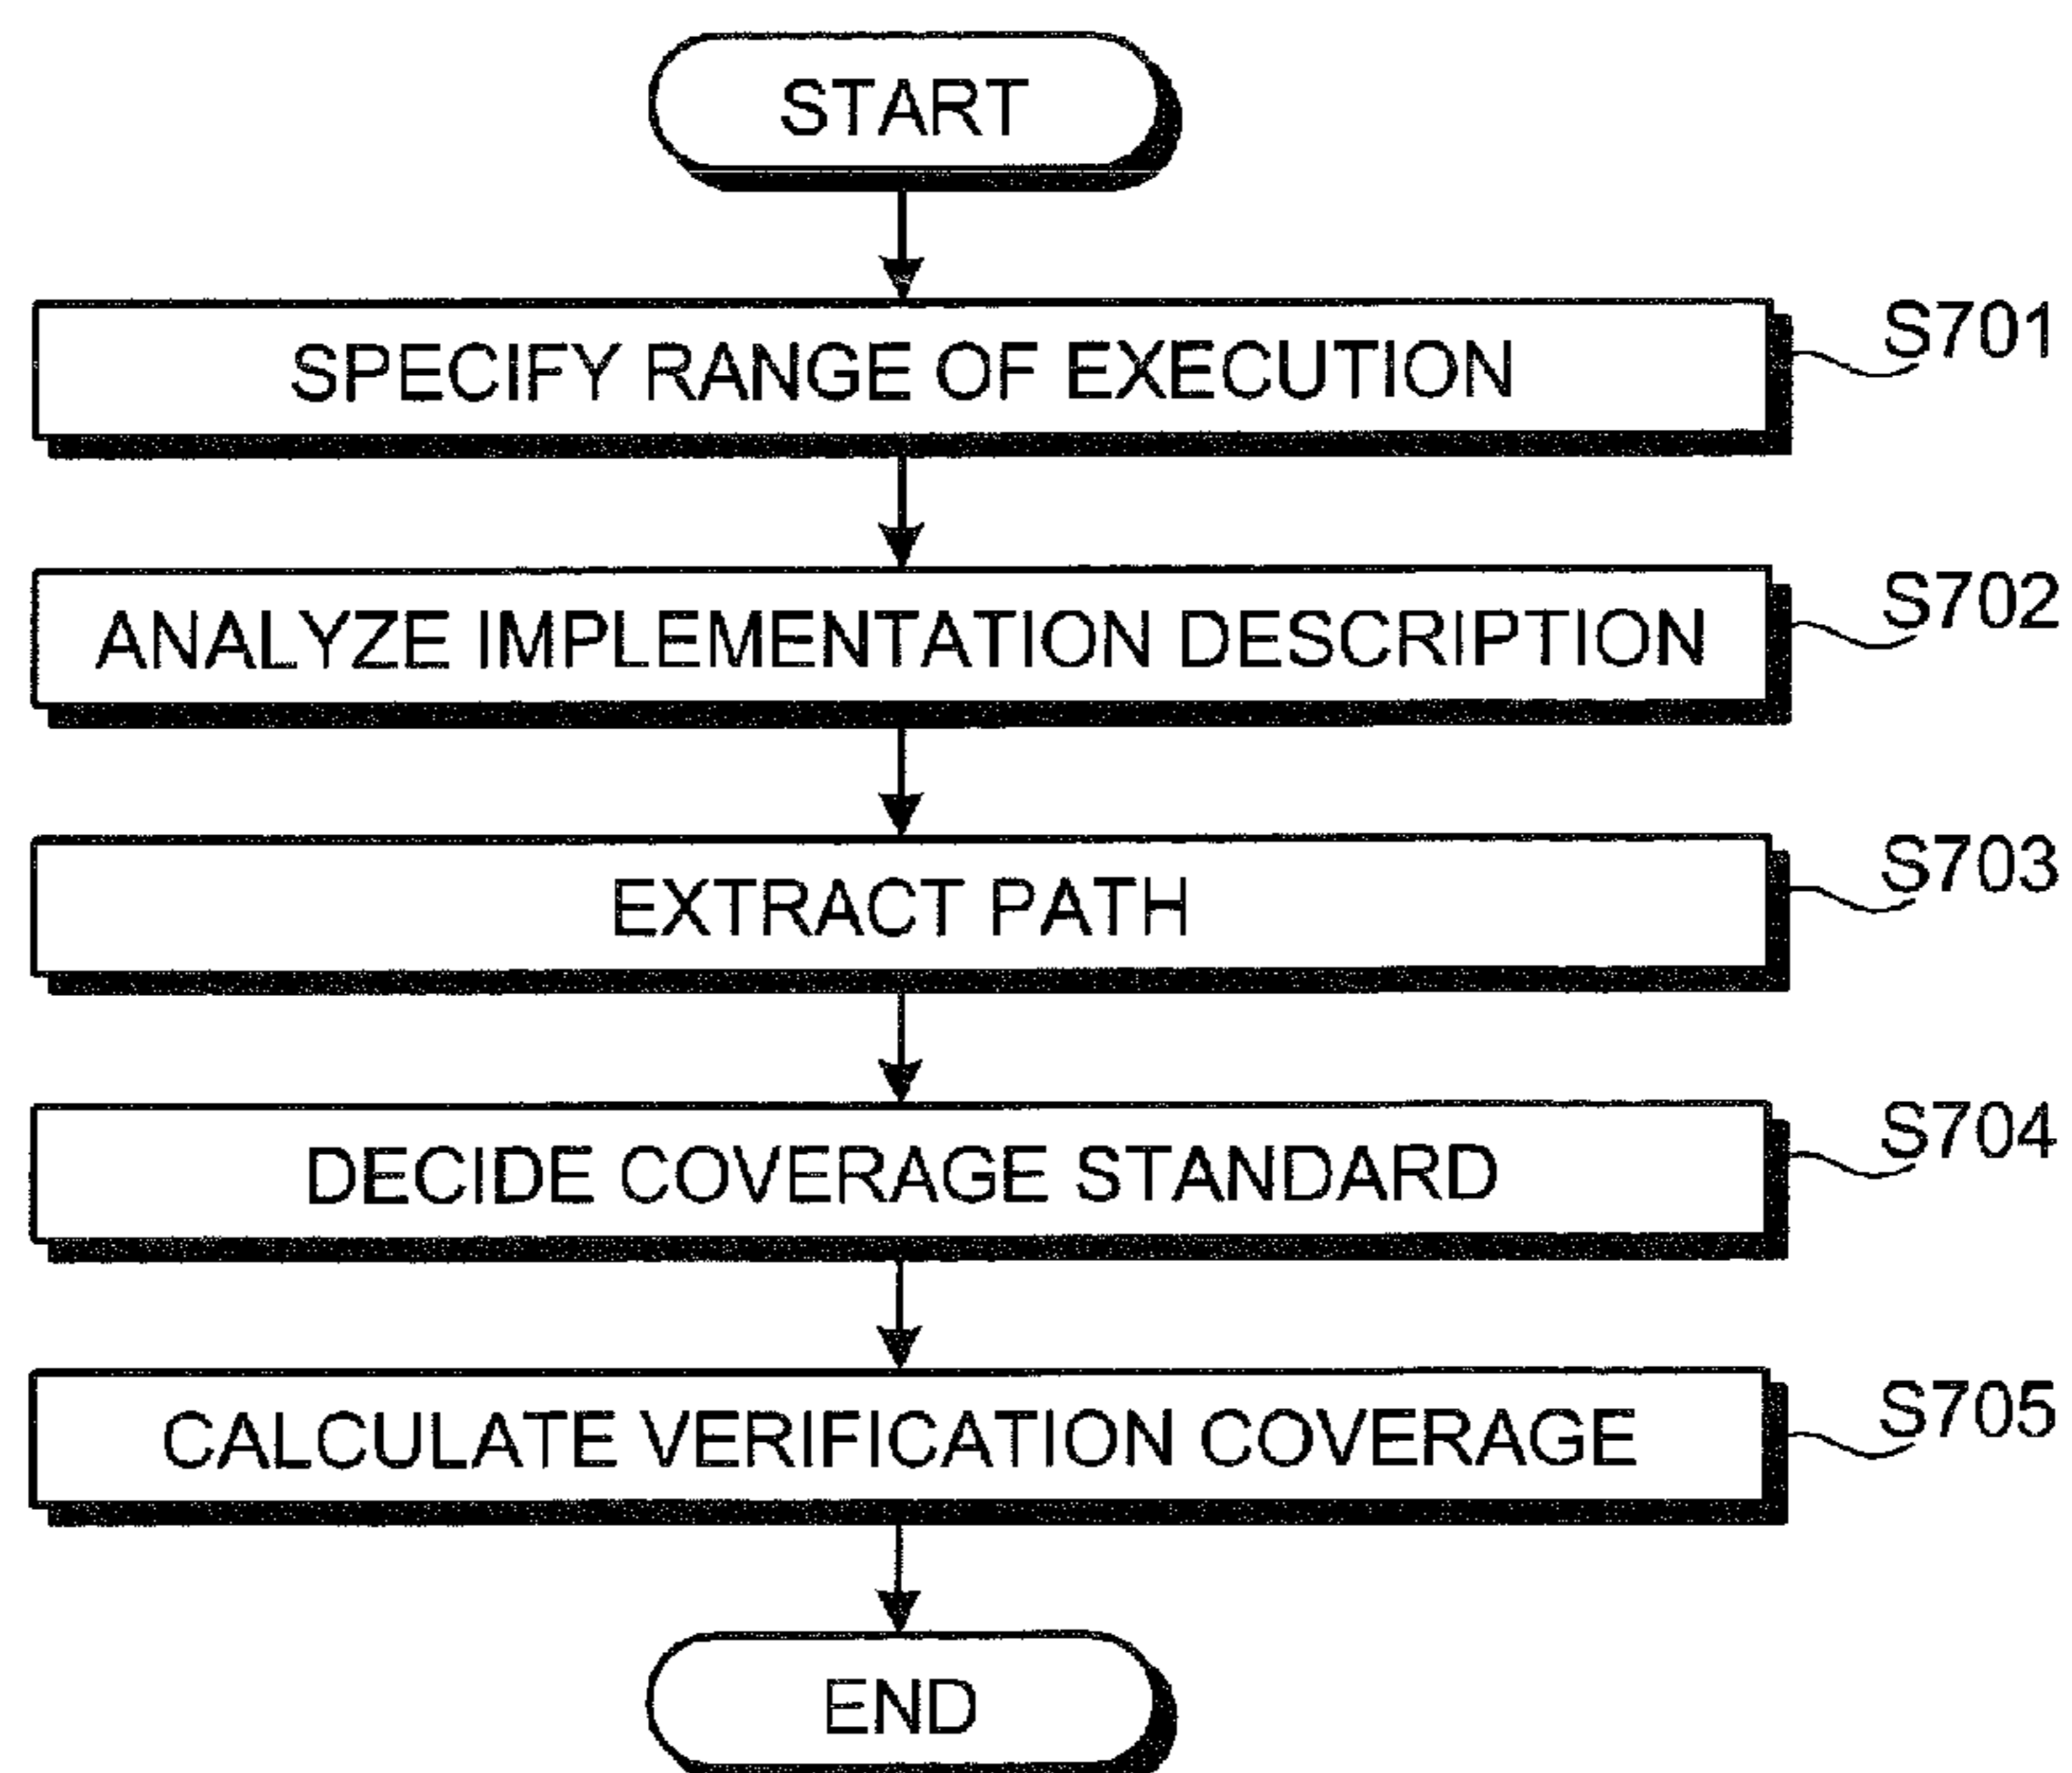 START
SPECIFY RANGE OF EXECUTION
S701
ANALYZE IMPLEMENTATION DESCRIPTION
S702
EXTRACT PATH
S703
DECIDE COVERAGE STANDARD
S704
CALCULATE VERIFICATION COVERAGE
S705
END